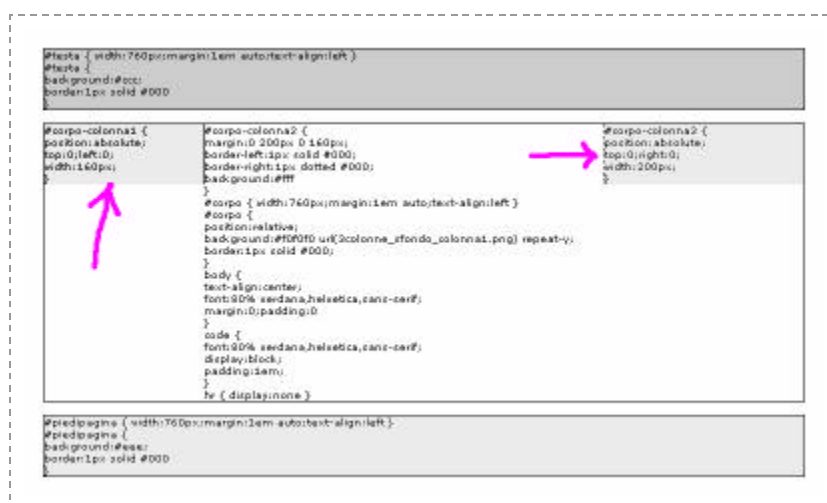 #testa { width:760px;margin:1em auto;text-align:left }
#testa {
background:#ccc;
border:1px solid #000
}
#corpo-colonna1 {
position:absolute;
top:0;left:0;
width:160px;
}
#corpo-colonna2 {
margin:0 200px 0 160px;
border-left:1px solid #000;
border-right:1px dotted #000;
background:#fff
}
#corpo { width:760px;margin:1em auto;text-align:left }
#corpo {
position:relative;
background:#f0f0f0 url(3colonne_sfondo_colonna1.png) repeat-y;
border:1px solid #000;
}
body {
text-align:center;
font:80% verdana,helvetica,sans-serif;
margin:0;padding:0
}
code {
font:80% verdana,helvetica,sans-serif;
display:block;
padding:1em;
}
hr { display:none }
#corpo-colonna3 {
position:absolute;
top:0;right:0;
width:200px;
}
#piedipagina { width:760px;margin:1em auto;text-align:left }
#piedipagina {
background:#eee;
border:1px solid #000
}